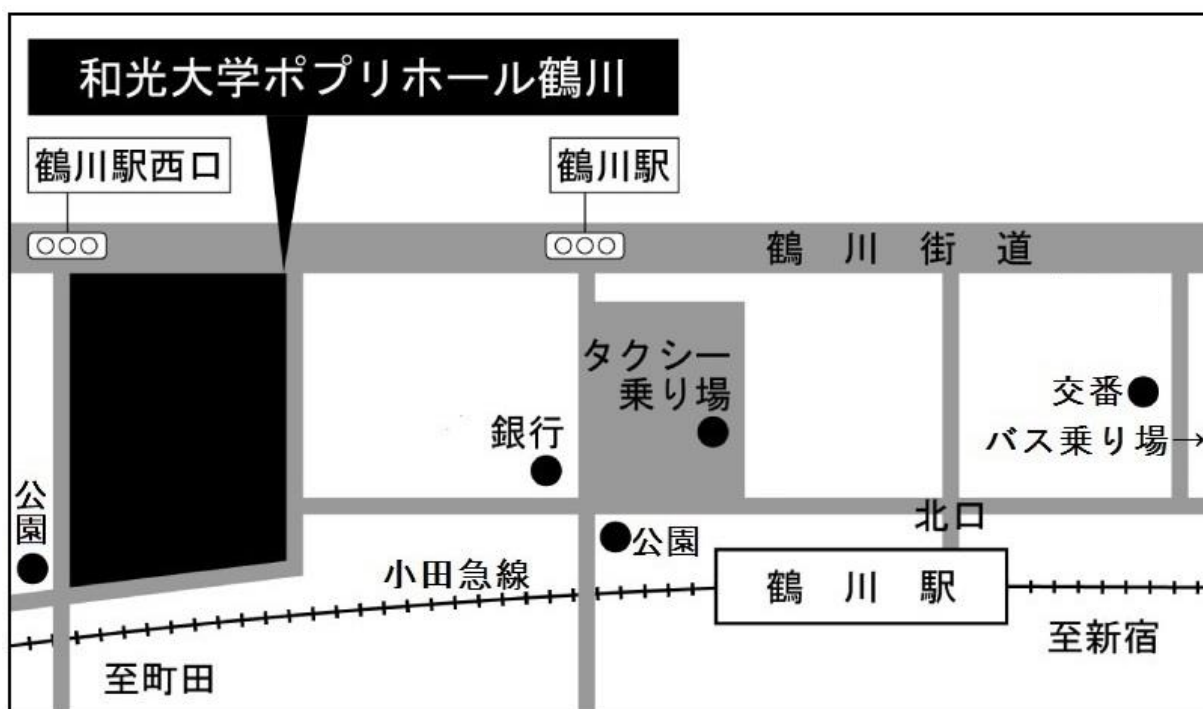 和光大学ポプリホール鶴川
鶴川駅西口
鶴川駅
鶴川街道
タクシー
乗り場
交番
銀行
バス乗り場→
公園
北口
公園
小田急線
鶴川駅
至新宿
至町田